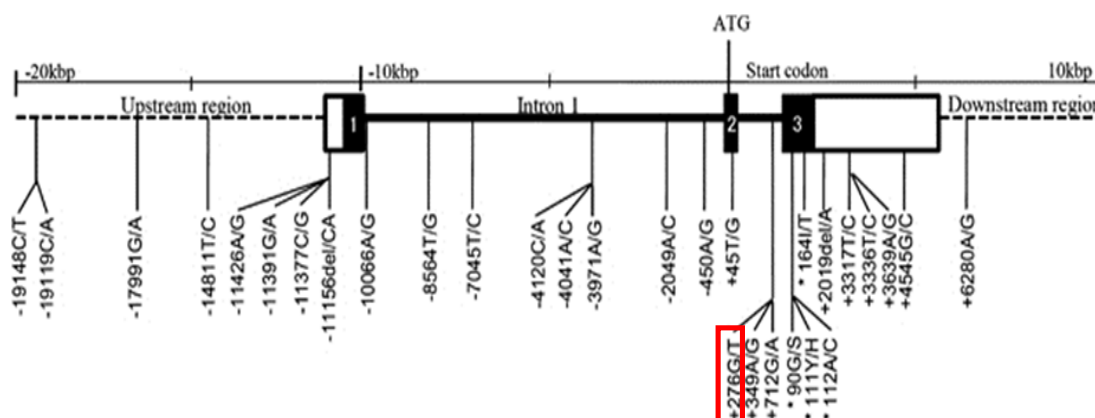 ATG
-20kbp
-10kbp
Start codon
10kbp
Upstream region
Intron 1
Downstream region
1
2
3
-19148C/T
-19119C/A
-17991G/A
-14811T/C
-11426A/G
-11391G/A
-11377C/G
-11156del/CA
-10066A/G
-8564T/G
-7045T/C
-4120C/A
-4041A/C
-3971A/G
-2049A/C
-450A/G
+45T/G
* 164I/T
+2019del/A
+3317T/C
+3336T/C
+3639A/G
+4545G/C
+6280A/G
+276G/T
+349A/G
+712G/A
* 90G/S
* 111Y/H
* 112A/C